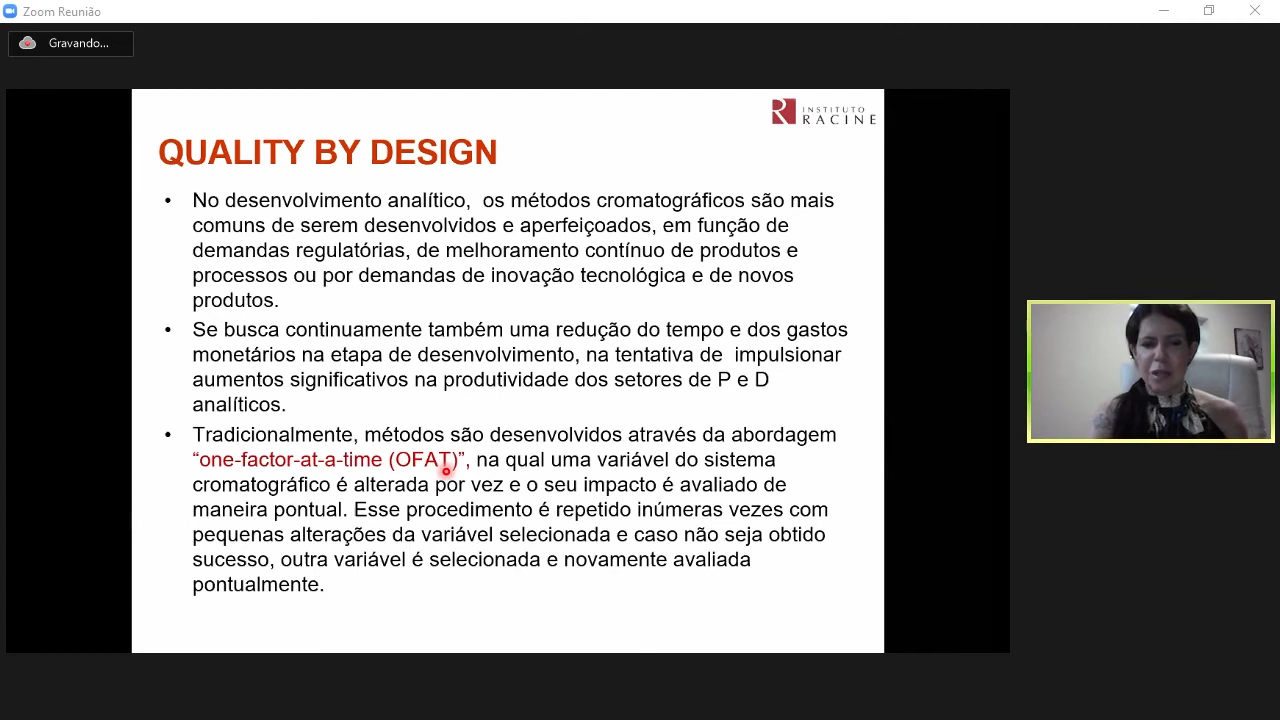 Zoom Reunião
Gravando...
INSTITUTO
RACINE
QUALITY BY DESIGN
• No desenvolvimento analítico, os métodos cromatográficos são mais
comuns de serem desenvolvidos e aperfeiçoados, em função de
demandas regulatórias, de melhoramento contínuo de produtos e
processos ou por demandas de inovação tecnológica e de novos
produtos.
• Se busca continuamente também uma redução do tempo e dos gastos
monetários na etapa de desenvolvimento, na tentativa de impulsionar
aumentos significativos na produtividade dos setores de P e D
analíticos.
• Tradicionalmente, métodos são desenvolvidos através da abordagem
“one-factor-at-a-time (OFAT)”, na qual uma variável do sistema
cromatográfico é alterada por vez e o seu impacto é avaliado de
maneira pontual. Esse procedimento é repetido inúmeras vezes com
pequenas alterações da variável selecionada e caso não seja obtido
sucesso, outra variável é selecionada e novamente avaliada
pontualmente.